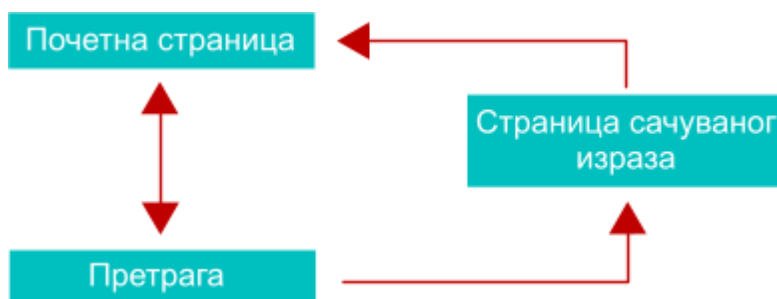 Почетна страница
Страница сачуваног
израза
Претрага